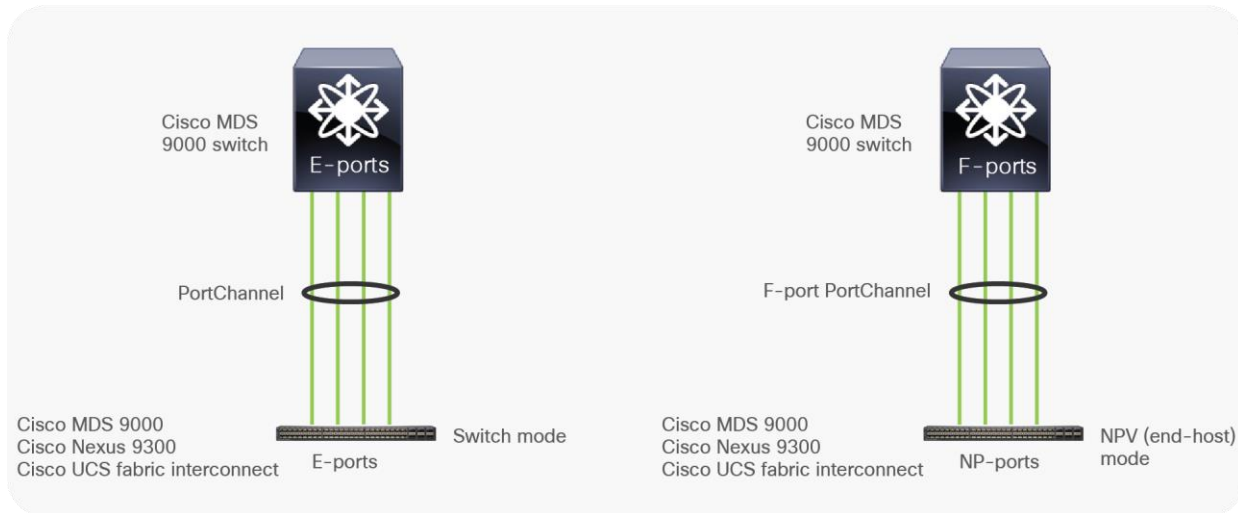 Cisco MDS
9000 switch
E-ports
PortChannel
Cisco MDS 9000
Cisco Nexus 9300
Cisco UCS fabric interconnect
E-ports
Switch mode
Cisco MDS
9000 switch
F-ports
F-port PortChannel
Cisco MDS 9000
Cisco Nexus 9300
Cisco UCS fabric interconnect
NP-ports
NPV (end-host)
mode